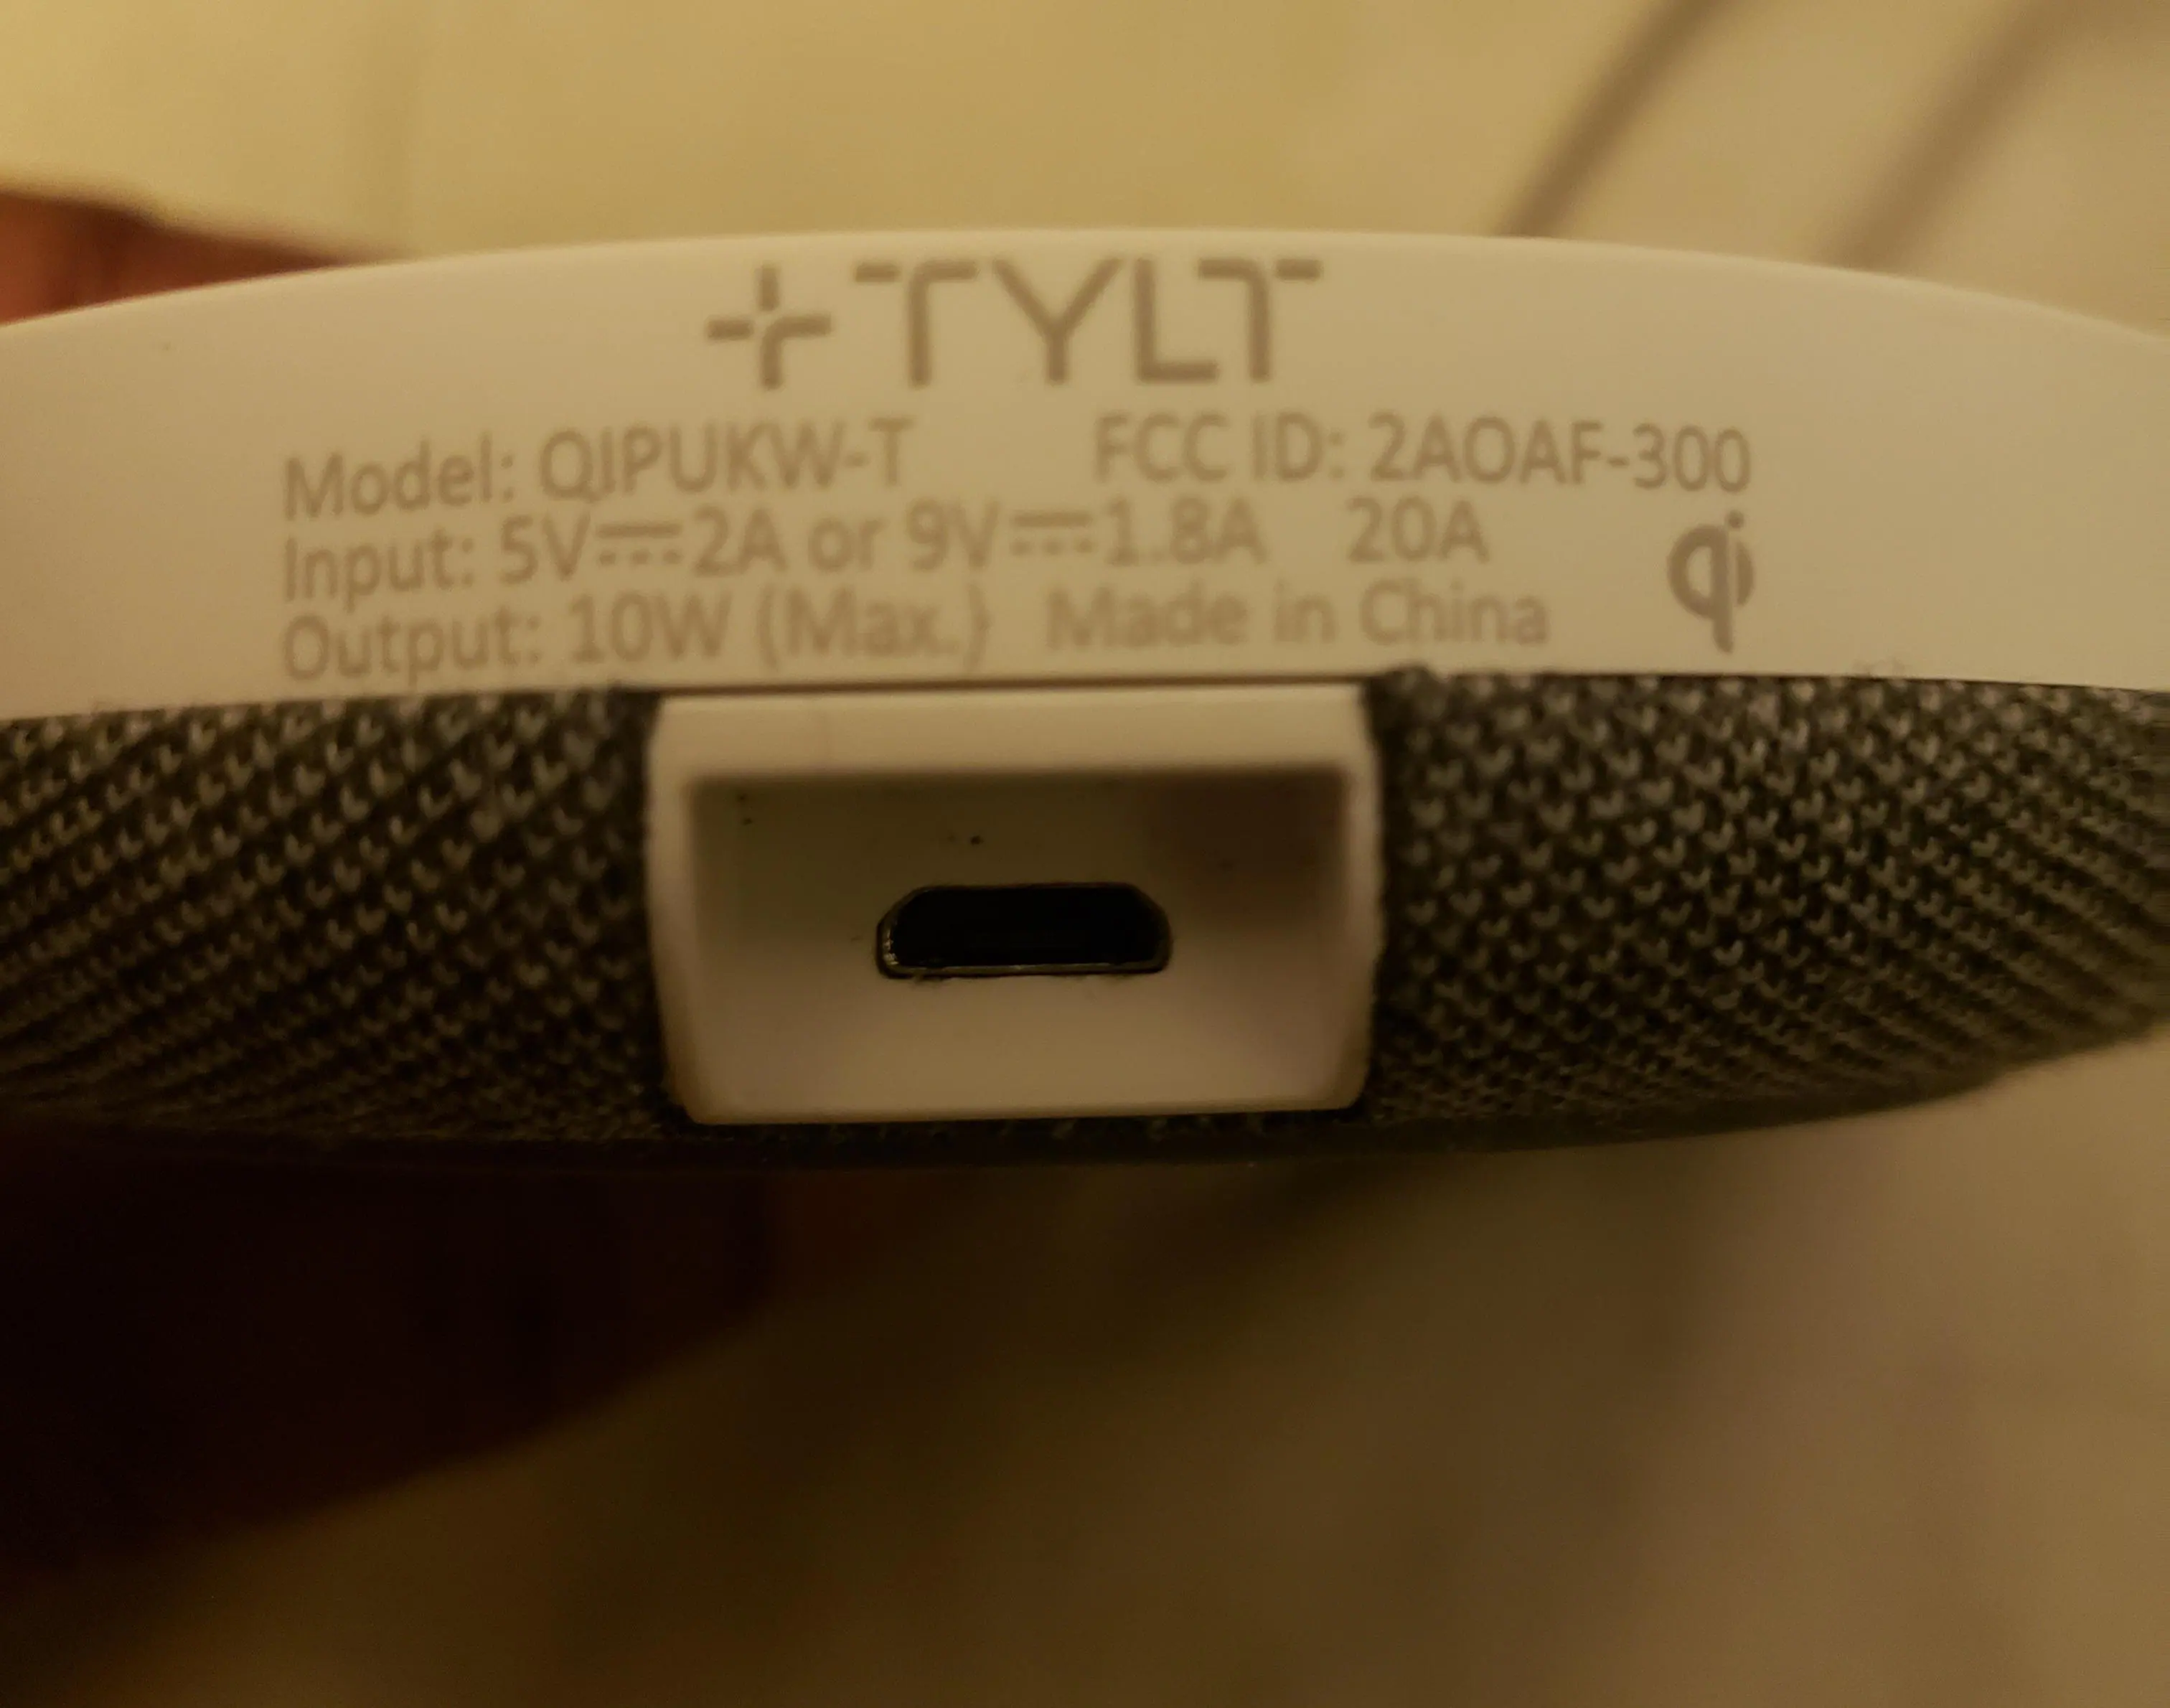 TYLT
Model: QIPUKW-T FCC ID: 2AOAF-300
Input: 5V⎓2A or 9V⎓1.8A 20A
Output: 10W (Max.) Made in China
qi